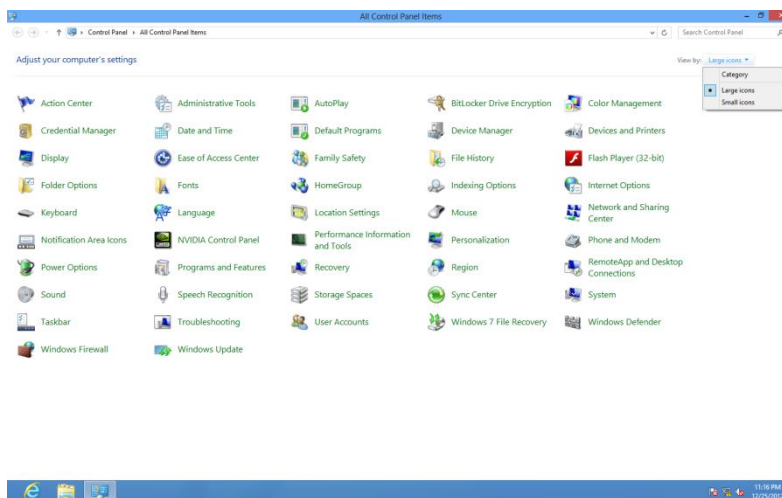 All Control Panel Items
Control Panel
All Control Panel Items
Search Control Panel
Adjust your computer's settings
View by: Large icons
Category
Large icons
Small icons
Action Center
Administrative Tools
AutoPlay
BitLocker Drive Encryption
Color Management
Credential Manager
Date and Time
Default Programs
Device Manager
Devices and Printers
Display
Ease of Access Center
Family Safety
File History
Flash Player (32-bit)
Folder Options
Fonts
HomeGroup
Indexing Options
Internet Options
Keyboard
Language
Location Settings
Mouse
Network and Sharing
Center
Notification Area Icons
NVIDIA Control Panel
Performance Information
and Tools
Personalization
Phone and Modem
Power Options
Programs and Features
Recovery
Region
RemoteApp and Desktop
Connections
Sound
Speech Recognition
Storage Spaces
Sync Center
System
Taskbar
Troubleshooting
User Accounts
Windows 7 File Recovery
Windows Defender
Windows Firewall
Windows Update
11:16 PM